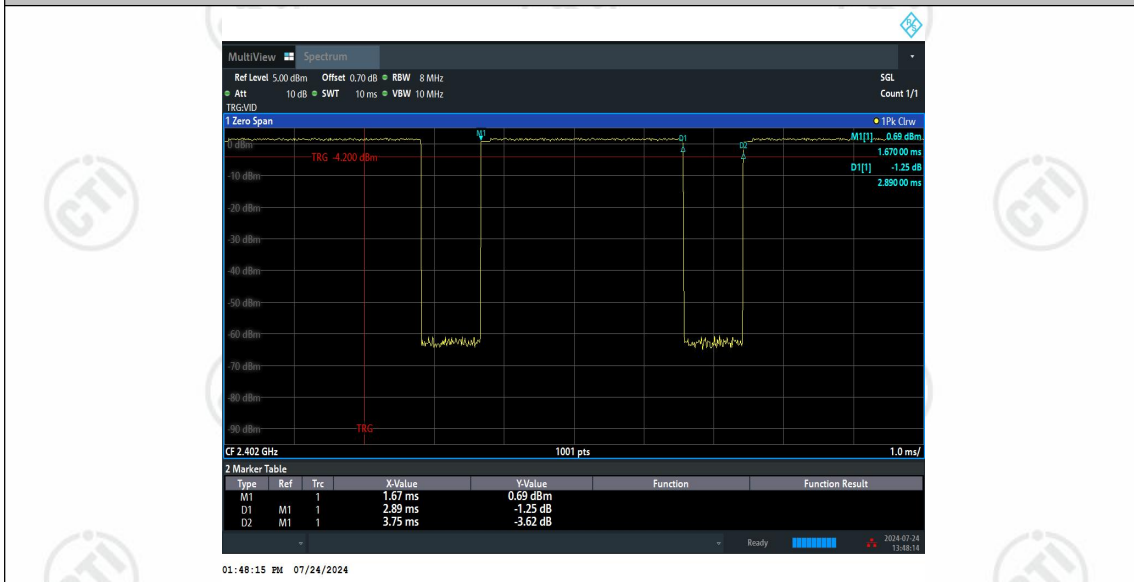 MultiView Spectrum
Ref Level 5.00 dBm Offset 0.70 dB RBW 8 MHz SGL
Att 10 dB SWT 10 ms VBW 10 MHz Count 1/1
TRG:VID
1 Zero Span 1Pk Clrw
M1 D1 D2 M1[1] 0.69 dBm
0 dBm 1.670 00 ms
TRG -4.200 dBm D1[1] -1.25 dB
-10 dBm 2.890 00 ms
-20 dBm
-30 dBm
-40 dBm
-50 dBm
-60 dBm
-70 dBm
-80 dBm
-90 dBm TRG
CF 2.402 GHz 1001 pts 1.0 ms/
2 Marker Table
Type Ref Trc X-Value Y-Value Function Function Result
M1 1 1.67 ms 0.69 dBm
D1 M1 1 2.89 ms -1.25 dB
D2 M1 1 3.75 ms -3.62 dB
Ready 2024-07-24
13:48:14
01:48:15 PM 07/24/2024
CTI
CTI